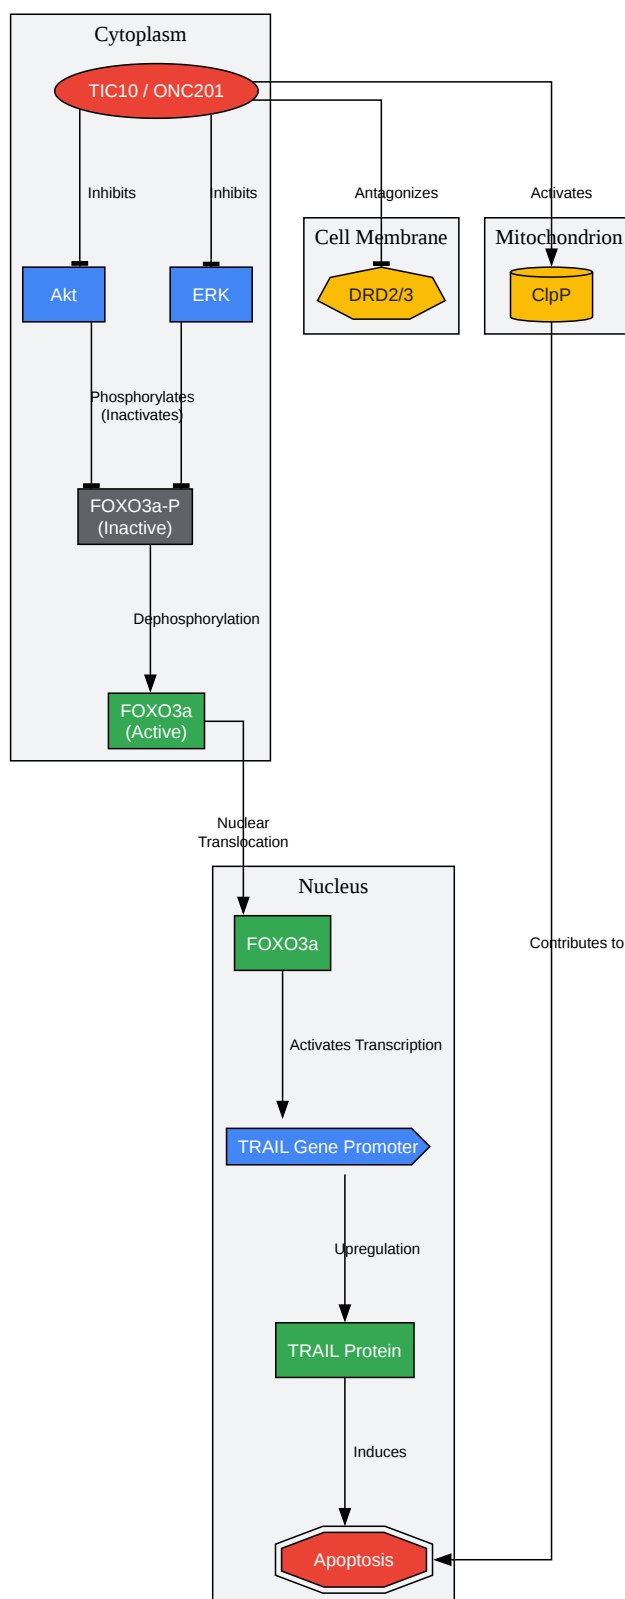 Cytoplasm
TIC10 / ONC201
Inhibits
Inhibits
Antagonizes
Activates
Cell Membrane
Mitochondrion
Akt
ERK
DRD2/3
ClpP
Phosphorylates
(Inactivates)
FOXO3a-P
(Inactive)
Dephosphorylation
FOXO3a
(Active)
Nuclear
Translocation
Nucleus
FOXO3a
Contributes to
Activates Transcription
TRAIL Gene Promoter
Upregulation
TRAIL Protein
Induces
Apoptosis